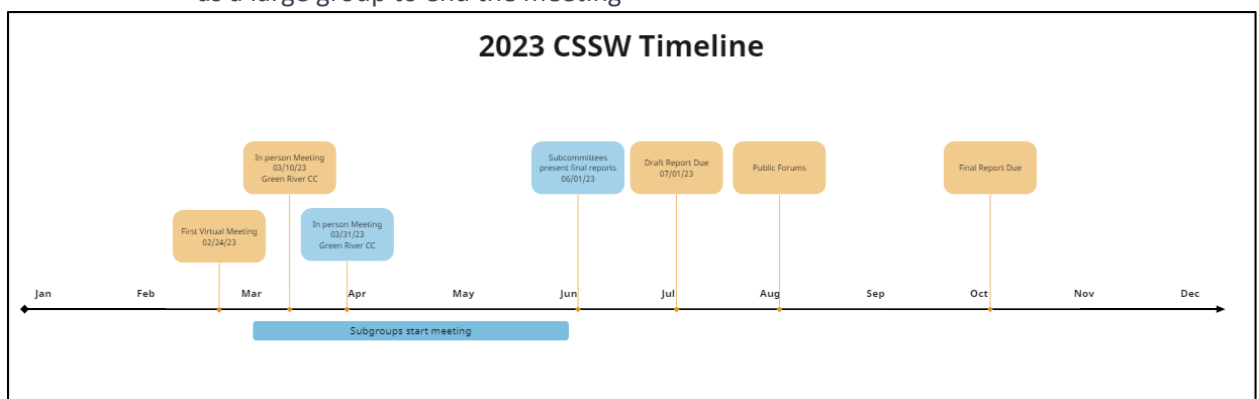 as a large group to end the meeting
2023 CSSW Timeline
In person Meeting
03/10/23
Green River CC
Subcommittees
present final reports
06/01/23
Draft Report Due
07/01/23
Public Forums
Final Report Due
First Virtual Meeting
02/24/23
In person Meeting
03/31/23
Green River CC
Jan Feb Mar Apr May Jun Jul Aug Sep Oct Nov Dec
Subgroups start meeting